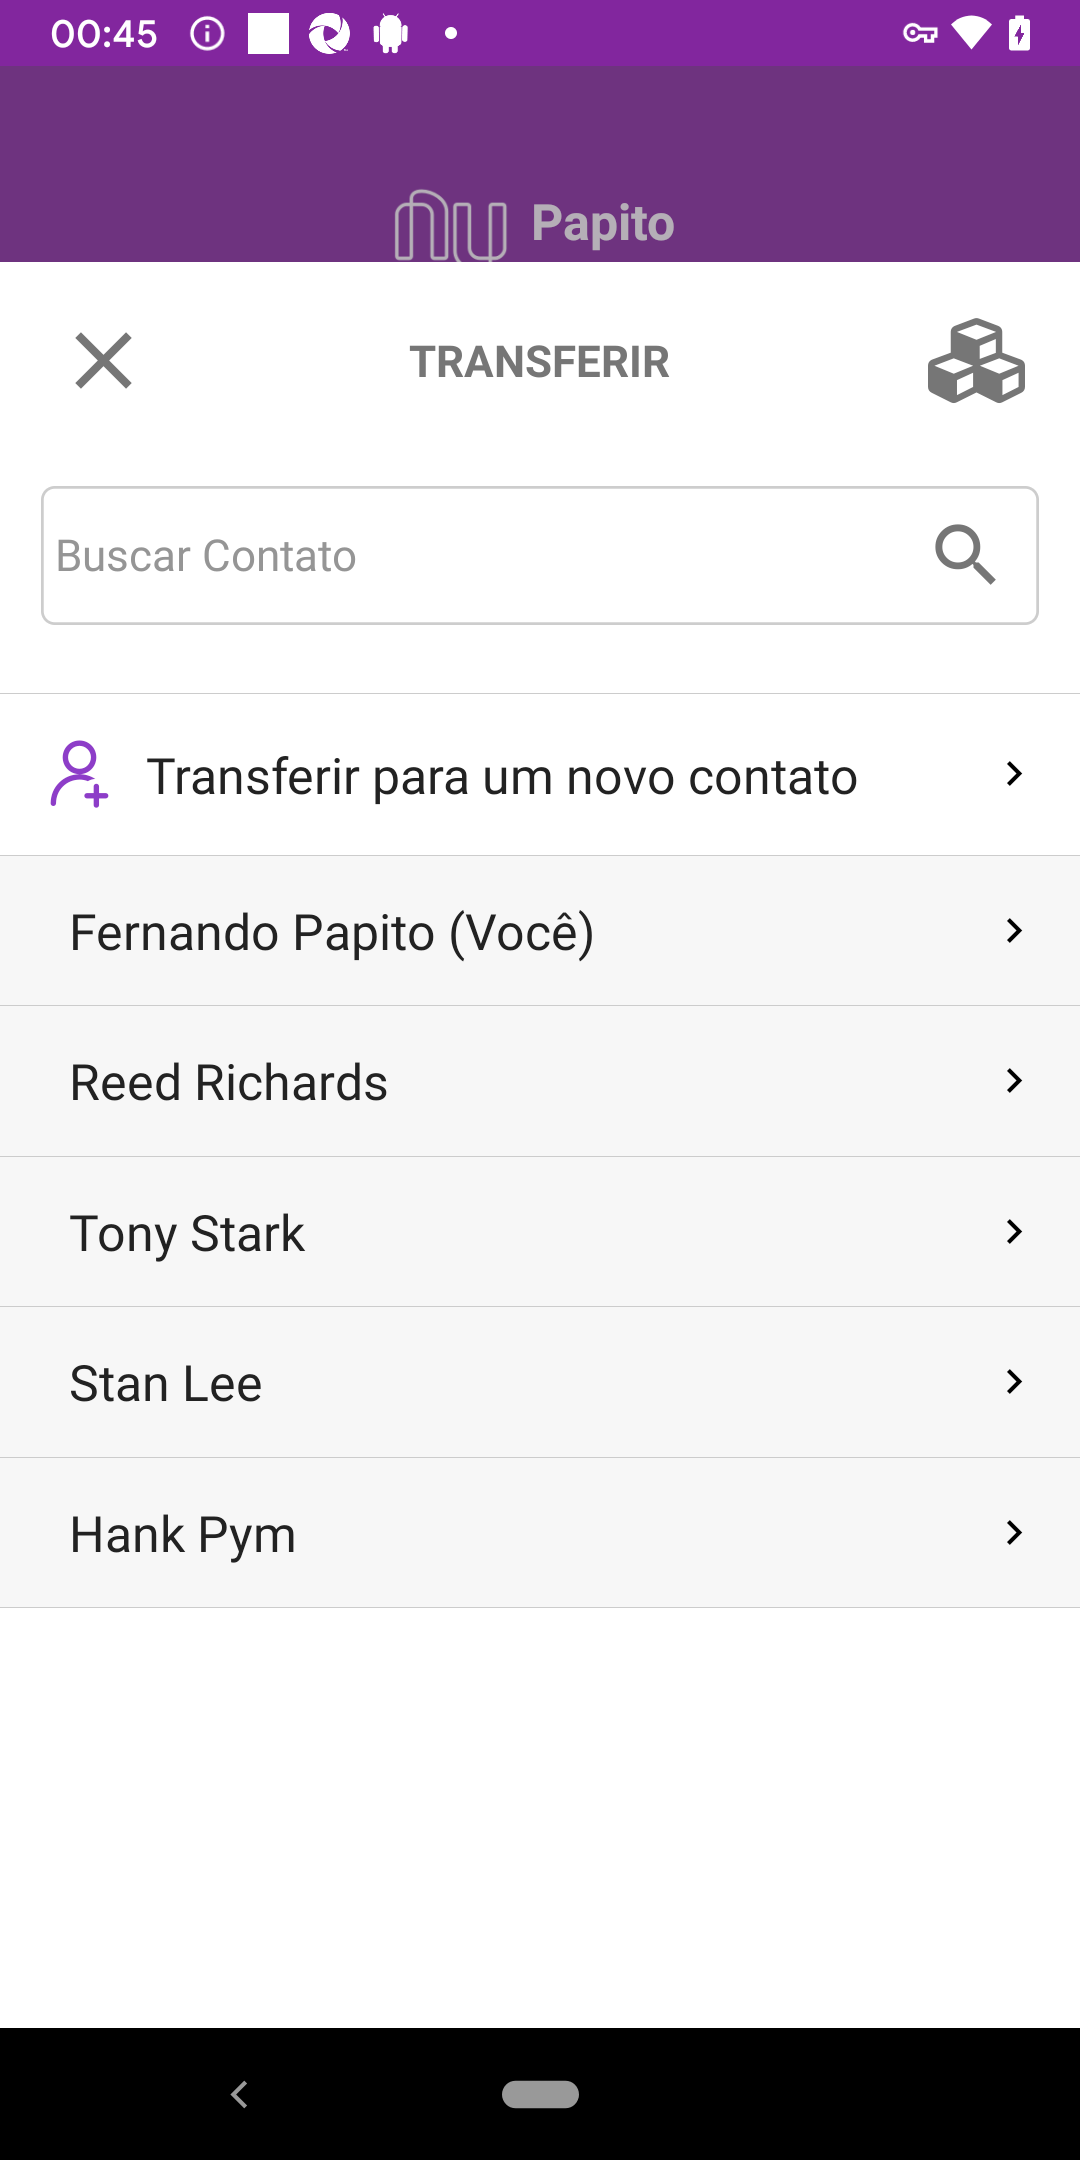 00:45
nu Papito
TRANSFERIR
Buscar Contato
Transferir para um novo contato
Fernando Papito (Você)
Reed Richards
Tony Stark
Stan Lee
Hank Pym